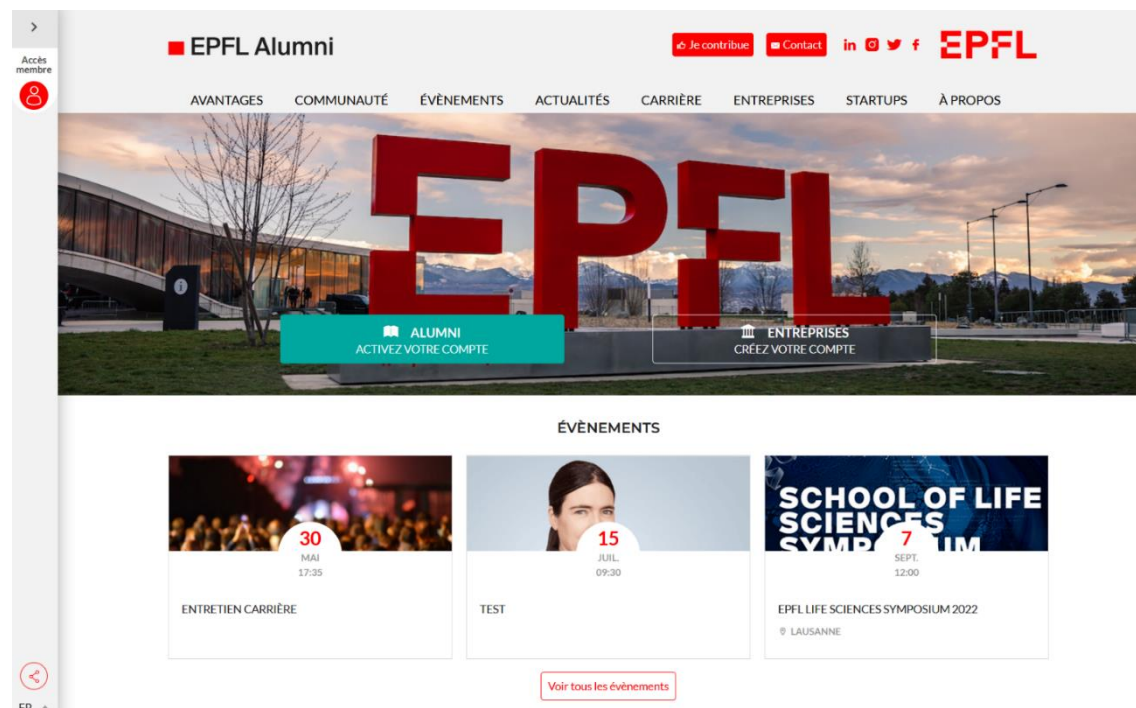 Accès
membre
EPFL Alumni
Je contribue
Contact
EPFL
AVANTAGES COMMUNAUTÉ ÉVÈNEMENTS ACTUALITÉS CARRIÈRE ENTREPRISES STARTUPS À PROPOS
EPFL
ALUMNI
ACTIVEZ VOTRE COMPTE
ENTREPRISES
CRÉEZ VOTRE COMPTE
ÉVÈNEMENTS
30
MAI
17:35
ENTRETIEN CARRIÈRE
15
JUIL.
09:30
TEST
SCHOOL OF LIFE
SCIENCES
SYMPOSIUM
7
SEPT.
12:00
EPFL LIFE SCIENCES SYMPOSIUM 2022
LAUSANNE
Voir tous les évènements
FR